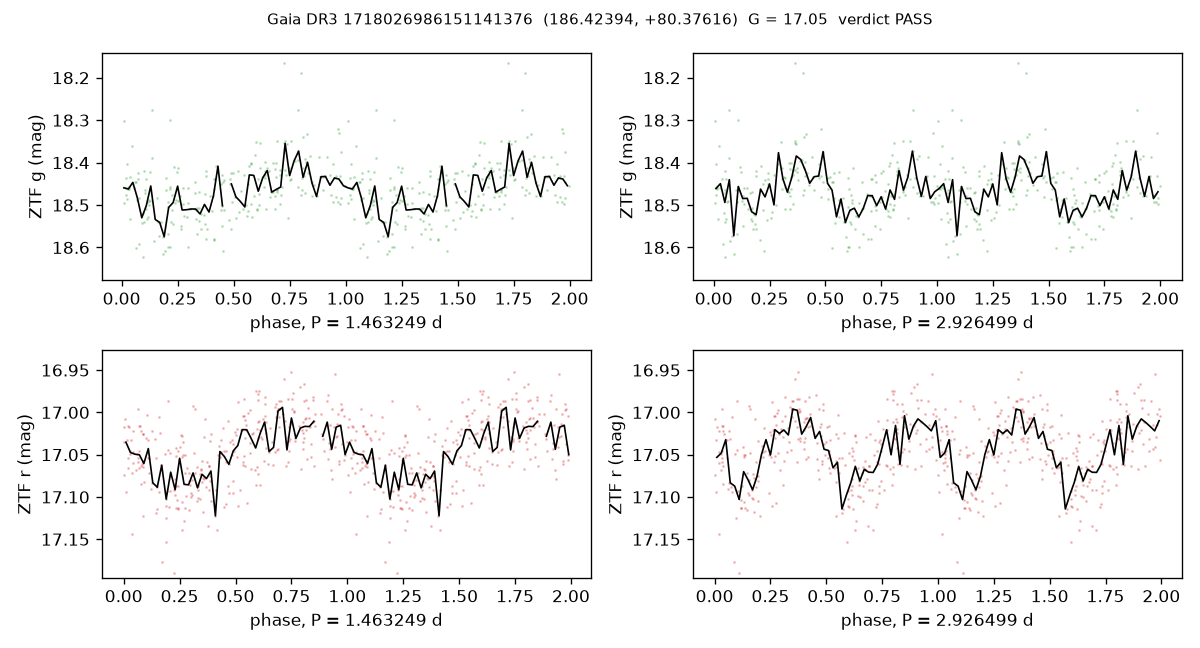 Gaia DR3 1718026986151141376 (186.42394, +80.37616) G = 17.05 verdict PASS
ZTF g (mag)
18.2
18.3
18.4
18.5
18.6
0.00 0.25 0.50 0.75 1.00 1.25 1.50 1.75 2.00
phase, P = 1.463249 d
ZTF g (mag)
18.2
18.3
18.4
18.5
18.6
0.00 0.25 0.50 0.75 1.00 1.25 1.50 1.75 2.00
phase, P = 2.926499 d
ZTF r (mag)
16.95
17.00
17.05
17.10
17.15
0.00 0.25 0.50 0.75 1.00 1.25 1.50 1.75 2.00
phase, P = 1.463249 d
ZTF r (mag)
16.95
17.00
17.05
17.10
17.15
0.00 0.25 0.50 0.75 1.00 1.25 1.50 1.75 2.00
phase, P = 2.926499 d